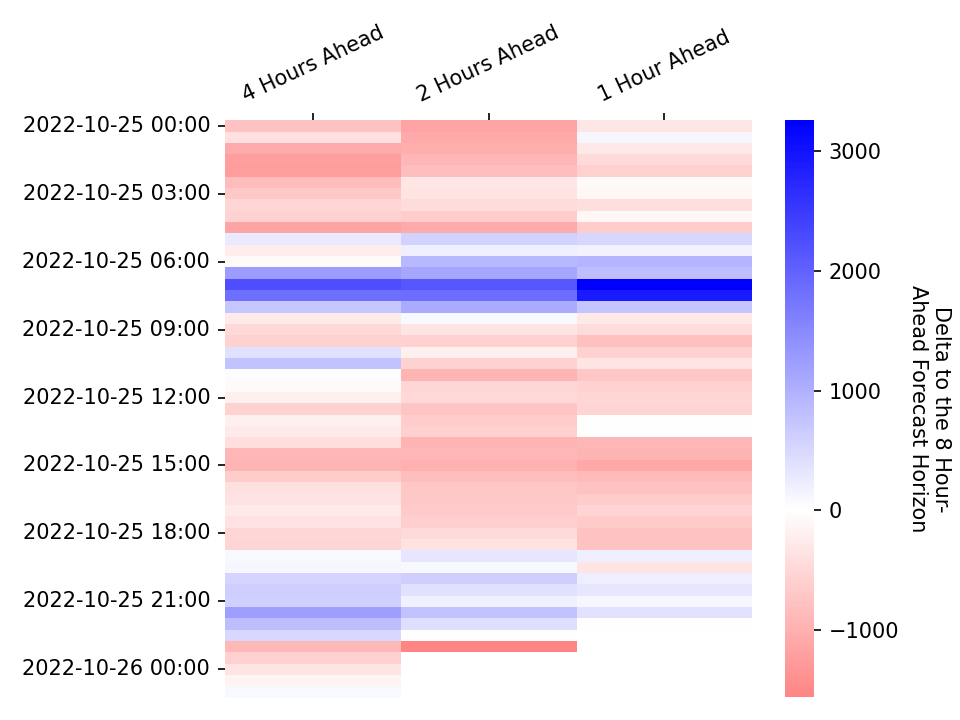 4 Hours Ahead
2 Hours Ahead
1 Hour Ahead
2022-10-25 00:00
2022-10-25 03:00
2022-10-25 06:00
2022-10-25 09:00
2022-10-25 12:00
2022-10-25 15:00
2022-10-25 18:00
2022-10-25 21:00
2022-10-26 00:00
3000
2000
1000
0
−1000
Delta to the 8 Hour-
Ahead Forecast Horizon